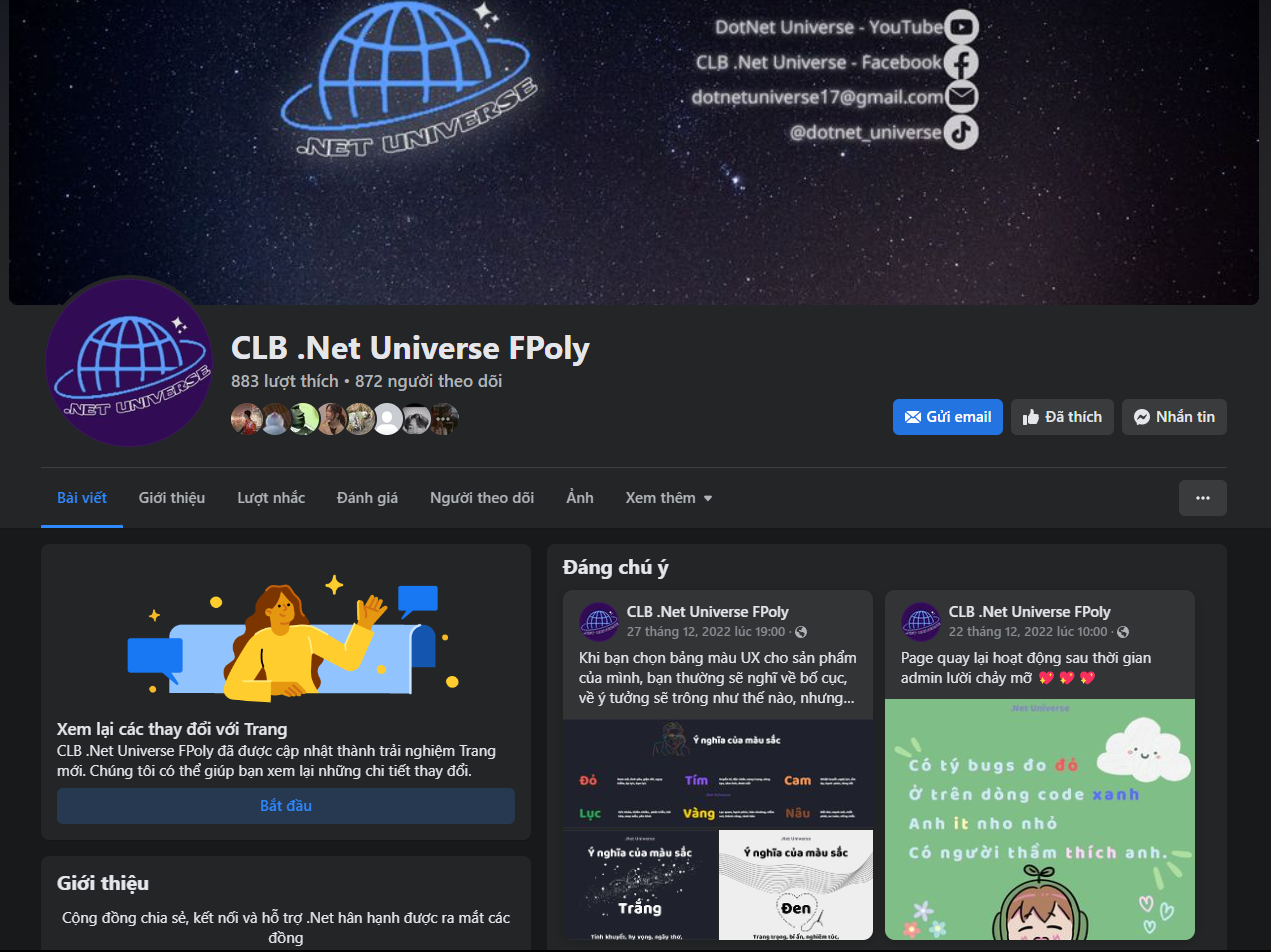 DotNet Universe - YouTube
CLB .Net Universe - Facebook
dotnetuniverse17@gmail.com
@dotnet_universe
.NET UNIVERSE
.NET UNIVERSE
CLB .Net Universe FPoly
883 lượt thích • 872 người theo dõi
Gửi email
Đã thích
Nhắn tin
Bài viết
Giới thiệu
Lượt nhắc
Đánh giá
Người theo dõi
Ảnh
Xem thêm
Xem lại các thay đổi với Trang
CLB .Net Universe FPoly đã được cập nhật thành trải nghiệm Trang
mới. Chúng tôi có thể giúp bạn xem lại những chi tiết thay đổi.
Bắt đầu
Giới thiệu
Cộng đồng chia sẻ, kết nối và hỗ trợ .Net hân hạnh được ra mắt các
đồng
Đáng chú ý
CLB .Net Universe FPoly
27 tháng 12, 2022 lúc 19:00 ·
Khi bạn chọn bảng màu UX cho sản phẩm
của mình, bạn thường sẽ nghĩ về bố cục,
về ý tưởng sẽ trông như thế nào, nhưng...
Ý nghĩa của màu sắc
Đỏ
Tím
Cam
Lục
Vàng
Nâu
.Net Universe
Ý nghĩa của màu sắc
Trắng
Tinh khuyết, hy vọng, ngây thơ,
.Net Universe
Ý nghĩa của màu sắc
Đen
Trang trọng, bí ẩn, nghiêm túc,
CLB .Net Universe FPoly
22 tháng 12, 2022 lúc 10:00 ·
Page quay lại hoạt động sau thời gian
admin lười chảy mỡ 💖 💖 💖
.Net Universe
Có tý bugs đo đỏ
Ở trên dòng code xanh
Anh it nho nhỏ
Có người thầm thích anh.